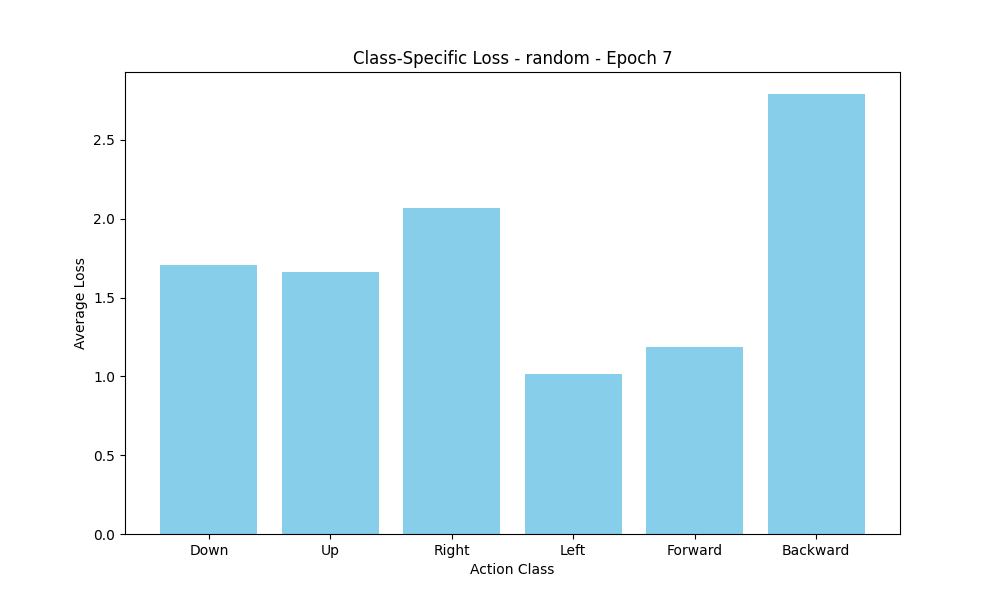 Class-Specific Loss - random - Epoch 7
Average Loss
2.5
2.0
1.5
1.0
0.5
0.0
Down Up Right Left Forward Backward
Action Class